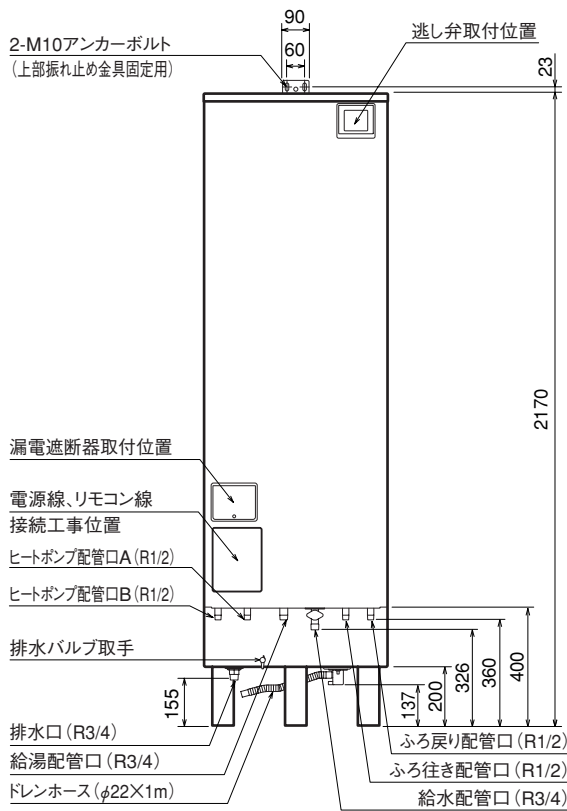 90
60
2-M10アンカーボルト
(上部振れ止め金具固定用)
逃し弁取付位置
23
2170
漏電遮断器取付位置
電源線、リモコン線
接続工事位置
ヒートポンプ配管口A(R1/2)
ヒートポンプ配管口B(R1/2)
排水バルブ取手
155
137
200
326
360
400
排水口(R3/4)
給湯配管口(R3/4)
ドレンホース(φ22×1m)
ふろ戻り配管口(R1/2)
ふろ往き配管口(R1/2)
給水配管口(R3/4)